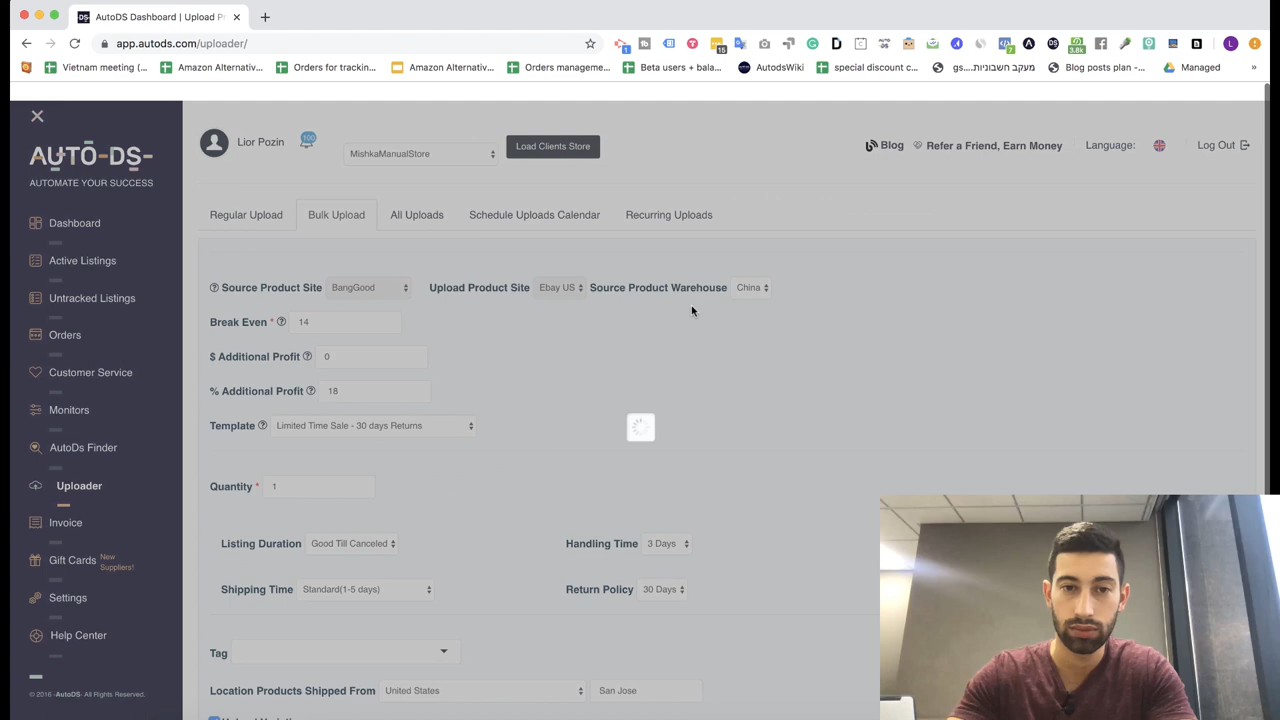 AutoDS Dashboard | Upload Pr
app.autods.com/uploader/
15
1
7
3.8k
L
Vietnam meeting (...
Amazon Alternativ...
Orders for trackin...
Amazon Alternativ...
Orders manageme...
Beta users + bala...
AutodsWiki
special discount c...
gs....מעקב חשבוניות
Blog posts plan -...
Managed
»
AUTO-DS-
AUTOMATE YOUR SUCCESS
Dashboard
Active Listings
Untracked Listings
Orders
Customer Service
Monitors
AutoDs Finder
Uploader
Invoice
Gift Cards New Suppliers!
Settings
Help Center
© 2016 -AutoDS- All Rights Reserved.
Lior Pozin
100
MishkaManualStore
Load Clients Store
Blog
Refer a Friend, Earn Money
Language:
Log Out
Regular Upload
Bulk Upload
All Uploads
Schedule Uploads Calendar
Recurring Uploads
Source Product Site BangGood Upload Product Site Ebay US Source Product Warehouse China
Break Even * 14
$ Additional Profit 0
% Additional Profit 18
Template Limited Time Sale - 30 days Returns
Quantity * 1
Listing Duration Good Till Canceled Handling Time 3 Days
Shipping Time Standard(1-5 days) Return Policy 30 Days
Tag
Location Products Shipped From United States San Jose